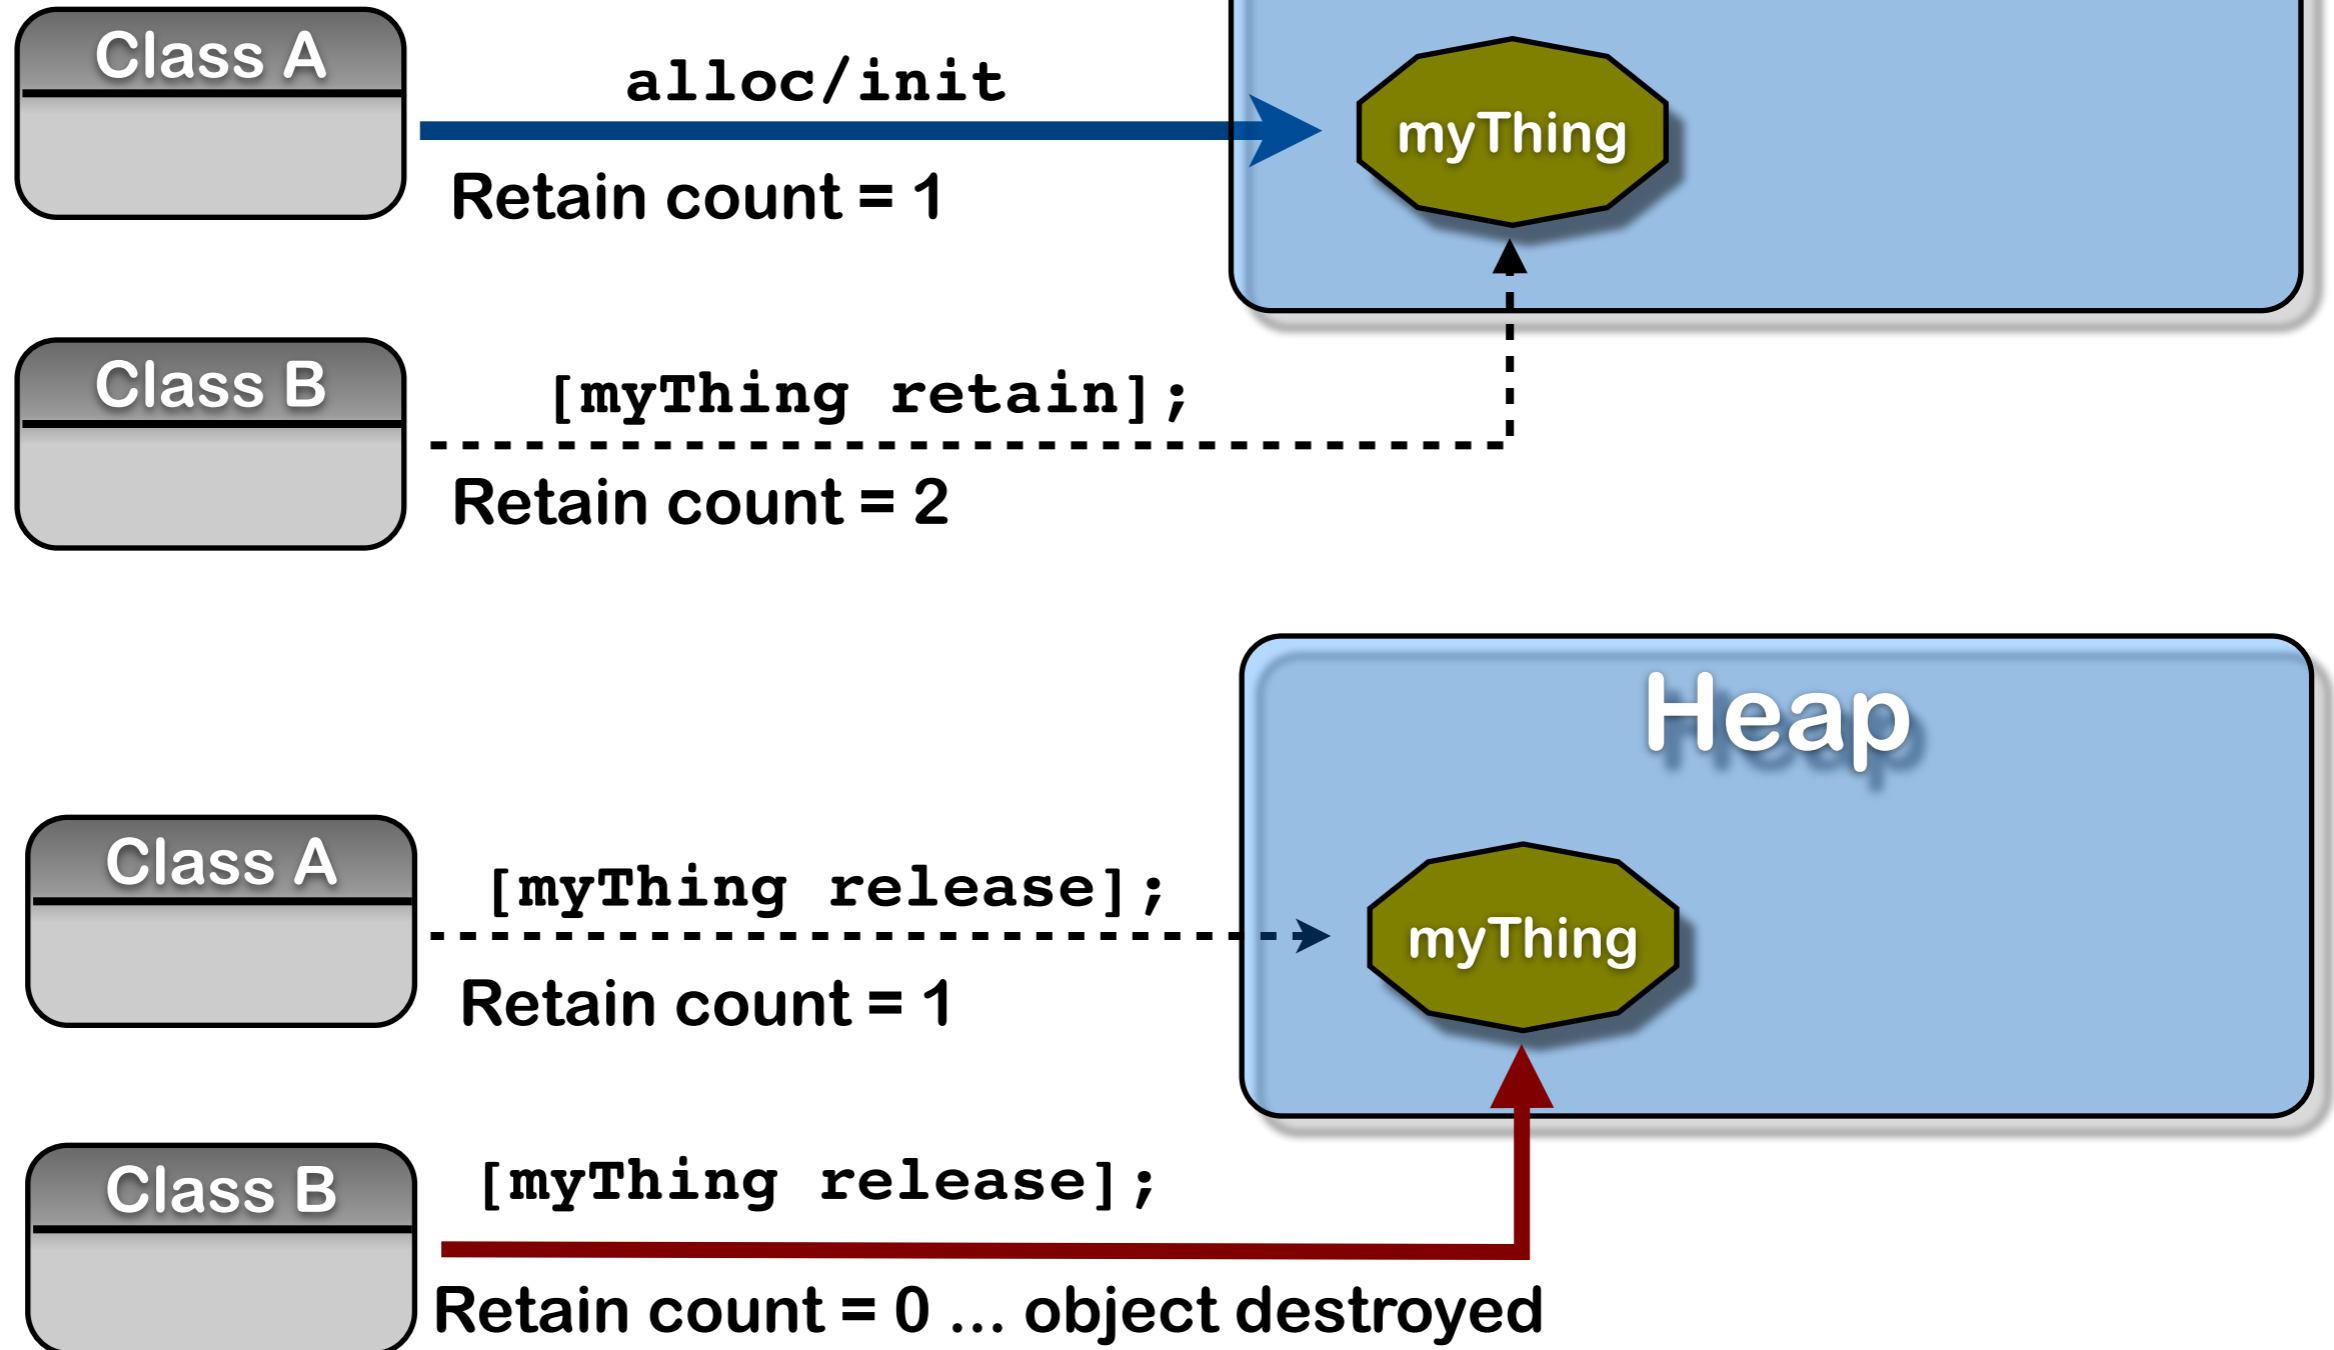 Class A
alloc/init
myThing
Retain count = 1
Class B
[myThing retain];
Retain count = 2
Heap
Class A
[myThing release];
myThing
Retain count = 1
Class B
[myThing release];
Retain count = 0 ... object destroyed